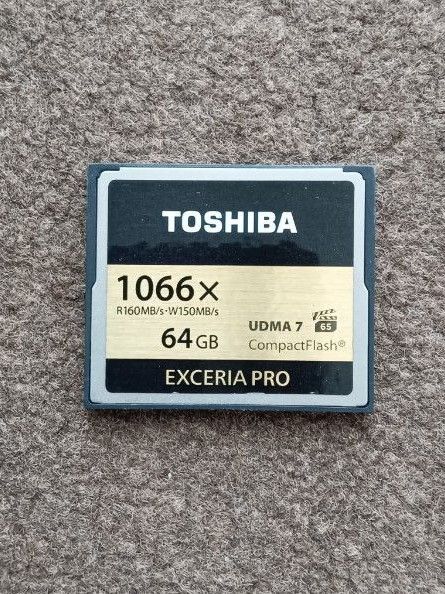 TOSHIBA
1066×
R160MB/s·W150MB/s
64GB
UDMA 7
65
CompactFlash®
EXCERIA PRO